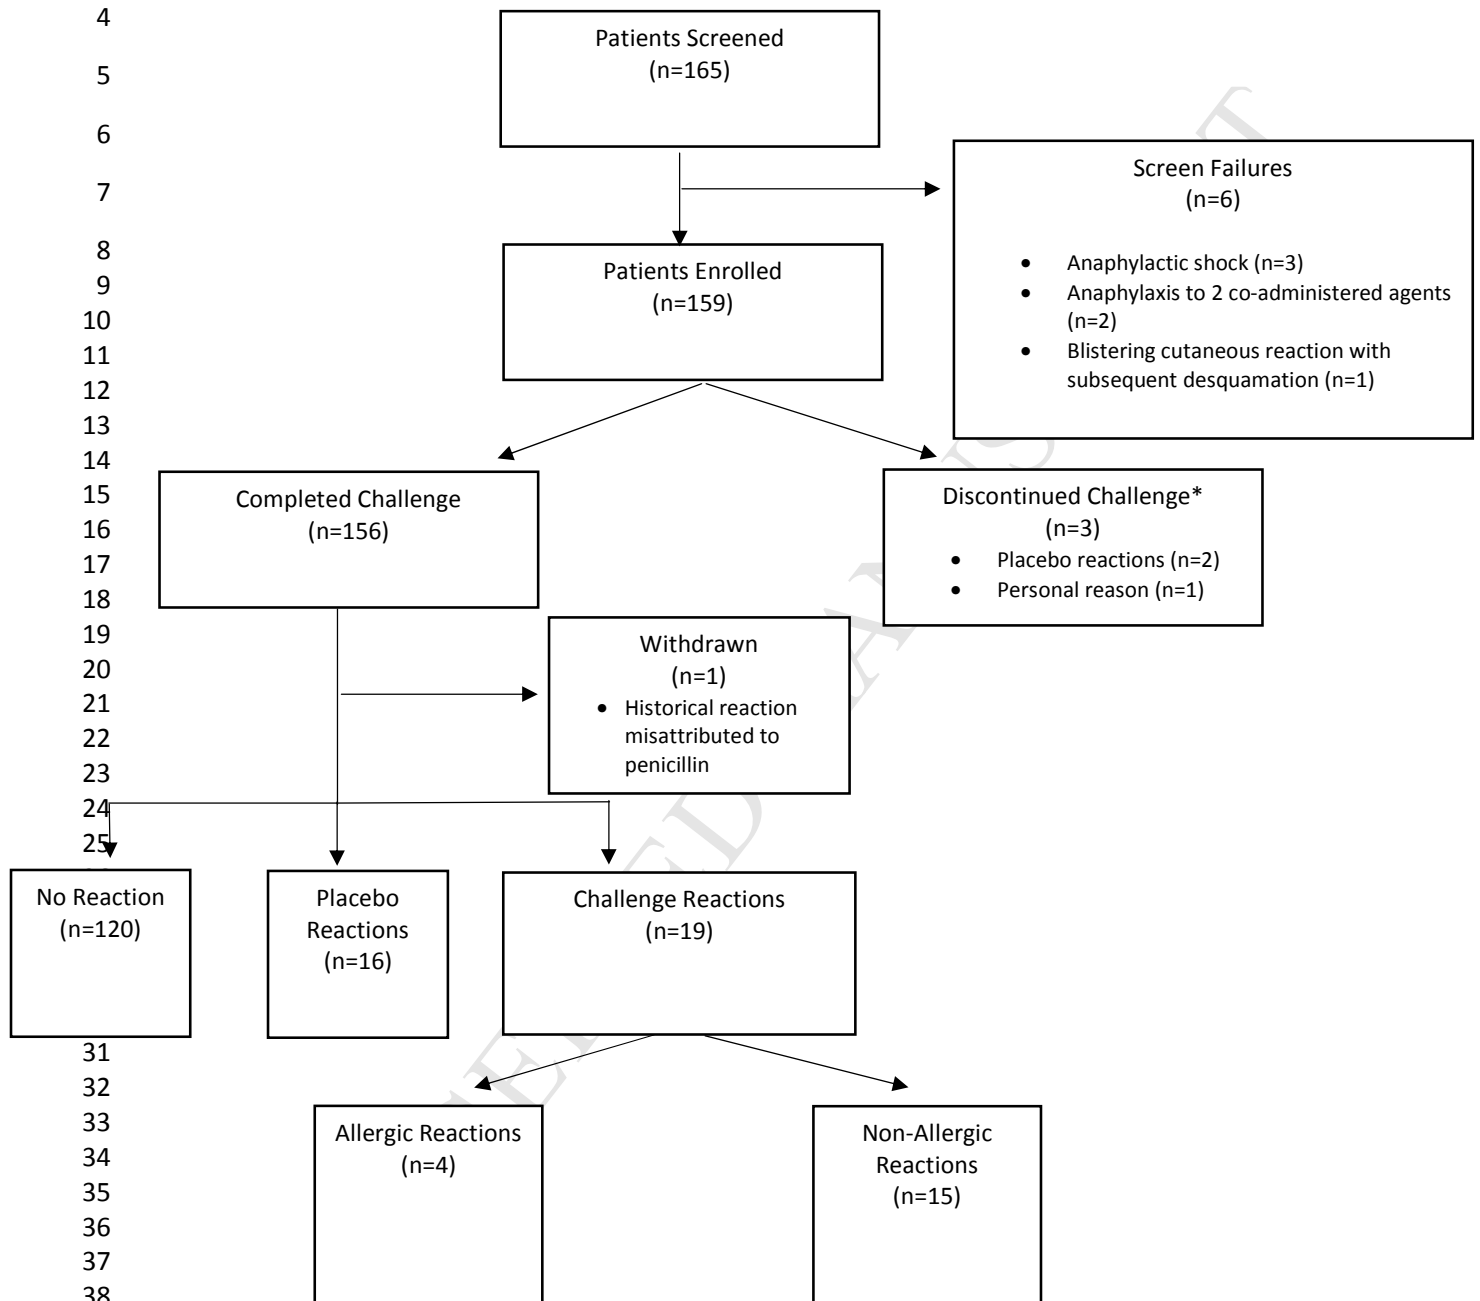 4
Patients Screened
(n=165)
5
6
Screen Failures
(n=6)
7
8
Patients Enrolled
(n=159)
9
10
11
12
• Anaphylactic shock (n=3)
• Anaphylaxis to 2 co-administered agents
(n=2)
• Blistering cutaneous reaction with
subsequent desquamation (n=1)
13
14
15
Completed Challenge
(n=156)
16
17
18
Discontinued Challenge*
(n=3)
• Placebo reactions (n=2)
• Personal reason (n=1)
19
20
21
22
23
Withdrawn
(n=1)
• Historical reaction
misattributed to
penicillin
24
25
No Reaction
(n=120)
Placebo
Reactions
(n=16)
Challenge Reactions
(n=19)
31
32
33
34
35
36
37
38
Allergic Reactions
(n=4)
Non-Allergic
Reactions
(n=15)